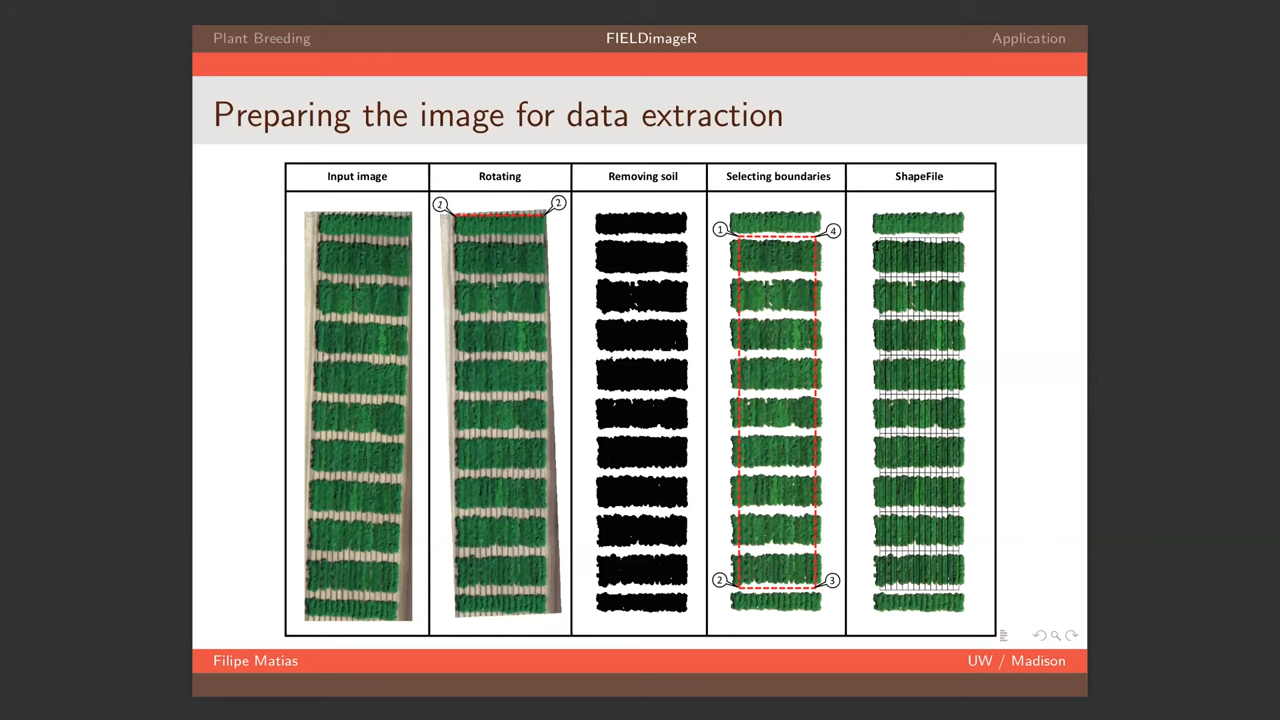 Plant Breeding FIELDimageR Application
Preparing the image for data extraction
Input image Rotating Removing soil Selecting boundaries ShapeFile
1 2
1 4
2 3
Filipe Matias UW / Madison